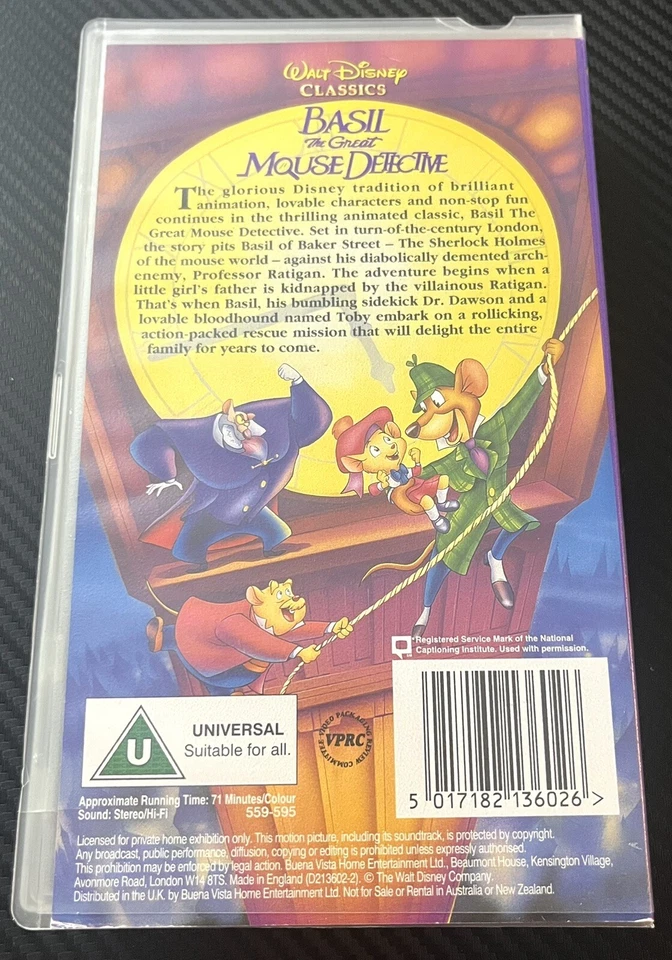 WALT DISNEY
CLASSICS
BASIL
The Great
MOUSE DETECTIVE
The glorious Disney tradition of brilliant
animation, lovable characters and non-stop fun
continues in the thrilling animated classic, Basil The
Great Mouse Detective. Set in turn-of-the-century London,
the story pits Basil of Baker Street – The Sherlock Holmes
of the mouse world – against his diabolically demented arch-
enemy, Professor Ratigan. The adventure begins when a
little girl's father is kidnapped by the villainous Ratigan.
That's when Basil, his bumbling sidekick Dr. Dawson and a
lovable bloodhound named Toby embark on a rollicking,
action-packed rescue mission that will delight the entire
family for years to come.
Registered Service Mark of the National
Captioning Institute. Used with permission.
U
UNIVERSAL
Suitable for all.
VIDEO PACKAGING
VPRC
REVIEW COMMITTEE
5 017182 136026 >
Approximate Running Time: 71 Minutes/Colour
Sound: Stereo/Hi-Fi 559-595
Licensed for private home exhibition only. This motion picture, including its soundtrack, is protected by copyright.
Any broadcast, public performance, diffusion, copying or editing is prohibited unless expressly authorised.
This prohibition may be enforced by legal action. Buena Vista Home Entertainment Ltd., Beaumont House, Kensington Village,
Avonmore Road, London W14 8TS. Made in England (D213602-2). © The Walt Disney Company.
Distributed in the U.K. by Buena Vista Home Entertainment Ltd. Not for Sale or Rental in Australia or New Zealand.